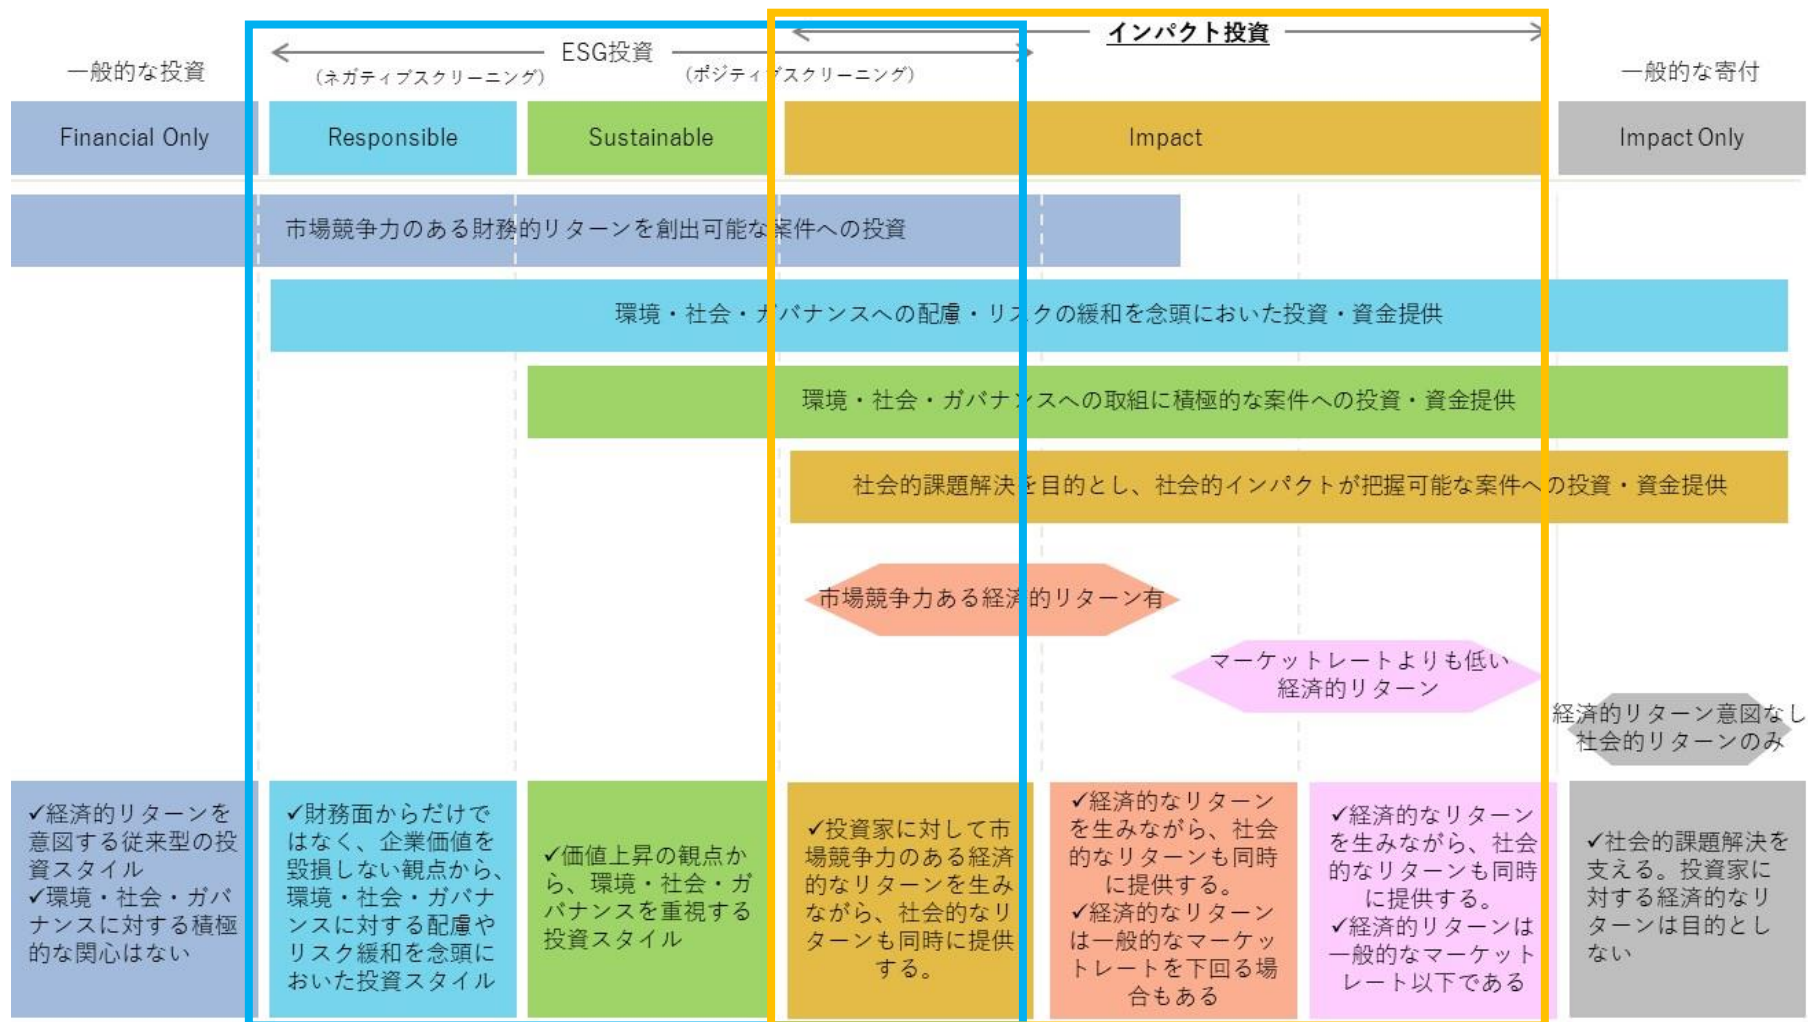 インパクト投資
ESG投資
一般的な投資
(ネガティブスクリーニング)
(ポジティブスクリーニング)
一般的な寄付
Financial Only
Responsible
Sustainable
Impact
Impact Only
市場競争力のある財務的リターンを創出可能な案件への投資
環境・社会・ガバナンスへの配慮・リスクの緩和を念頭においた投資・資金提供
環境・社会・ガバナンスへの取組に積極的な案件への投資・資金提供
社会的課題解決を目的とし、社会的インパクトが把握可能な案件への投資・資金提供
市場競争力ある経済的リターン有
マーケットレートよりも低い
経済的リターン
経済的リターン意図なし
社会的リターンのみ
✓経済的リターンを
意図する従来型の投
資スタイル
✓環境・社会・ガバ
ナンスに対する積極
的な関心はない
✓財務面からだけで
はなく、企業価値を
毀損しない観点から、
環境・社会・ガバナ
ンスに対する配慮や
リスク緩和を念頭に
おいた投資スタイル
✓価値上昇の観点か
ら、環境・社会・ガ
バナンスを重視する
投資スタイル
✓投資家に対して市
場競争力のある経済
的なリターンを生み
ながら、社会的なリ
ターンも同時に提供
する。
✓経済的なリターン
を生みながら、社会
的なリターンも同時
に提供する。
✓経済的なリターン
は一般的なマーケッ
トレートを下回る場
合もある
✓経済的なリターン
を生みながら、社会
的なリターンも同時
に提供する。
✓経済的リターンは
一般的なマーケット
レート以下である
✓社会的課題解決を
支える。投資家に
対する経済的なリ
ターンは目的とし
ない